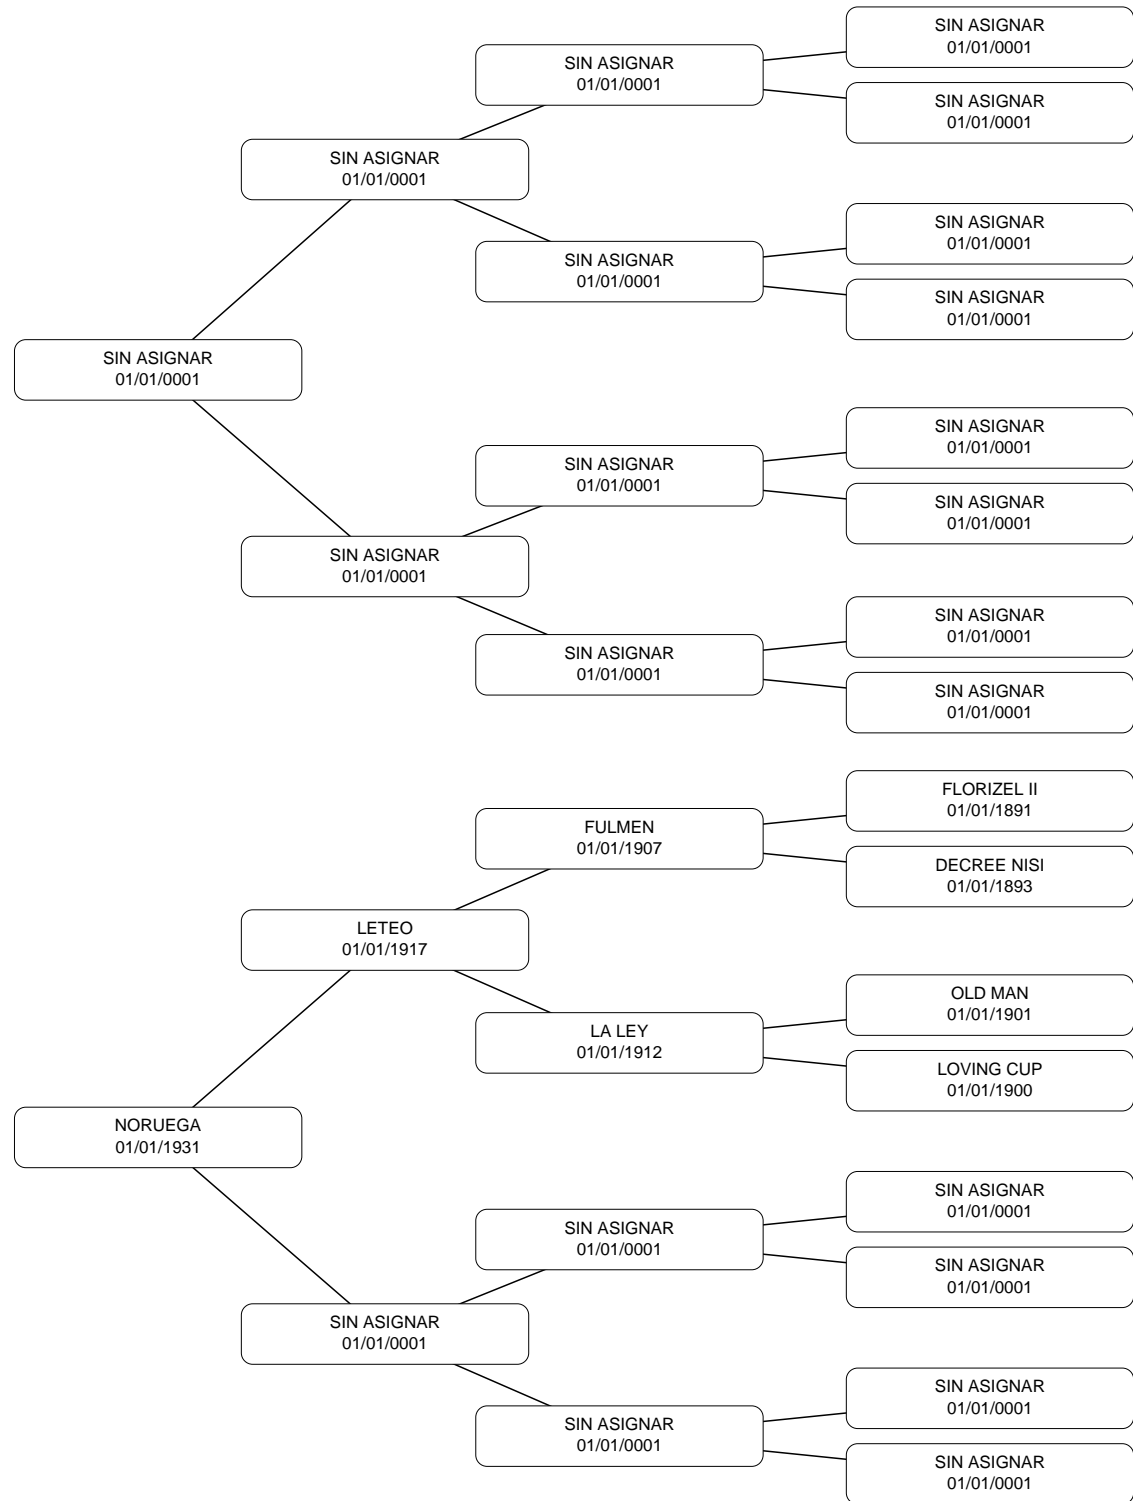 SIN ASIGNAR
01/01/0001
SIN ASIGNAR
01/01/0001
SIN ASIGNAR
01/01/0001
SIN ASIGNAR
01/01/0001
SIN ASIGNAR
01/01/0001
SIN ASIGNAR
01/01/0001
SIN ASIGNAR
01/01/0001
SIN ASIGNAR
01/01/0001
SIN ASIGNAR
01/01/0001
SIN ASIGNAR
01/01/0001
SIN ASIGNAR
01/01/0001
SIN ASIGNAR
01/01/0001
SIN ASIGNAR
01/01/0001
SIN ASIGNAR
01/01/0001
SIN ASIGNAR
01/01/0001
FLORIZEL II
01/01/1891
FULMEN
01/01/1907
DECREE NISI
01/01/1893
LETEO
01/01/1917
OLD MAN
01/01/1901
LA LEY
01/01/1912
LOVING CUP
01/01/1900
NORUEGA
01/01/1931
SIN ASIGNAR
01/01/0001
SIN ASIGNAR
01/01/0001
SIN ASIGNAR
01/01/0001
SIN ASIGNAR
01/01/0001
SIN ASIGNAR
01/01/0001
SIN ASIGNAR
01/01/0001
SIN ASIGNAR
01/01/0001